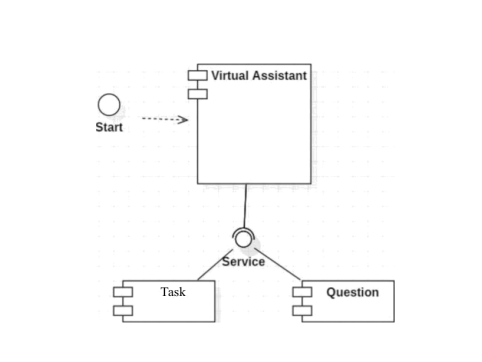 Virtual Assistant
Start
Service
Task
Question